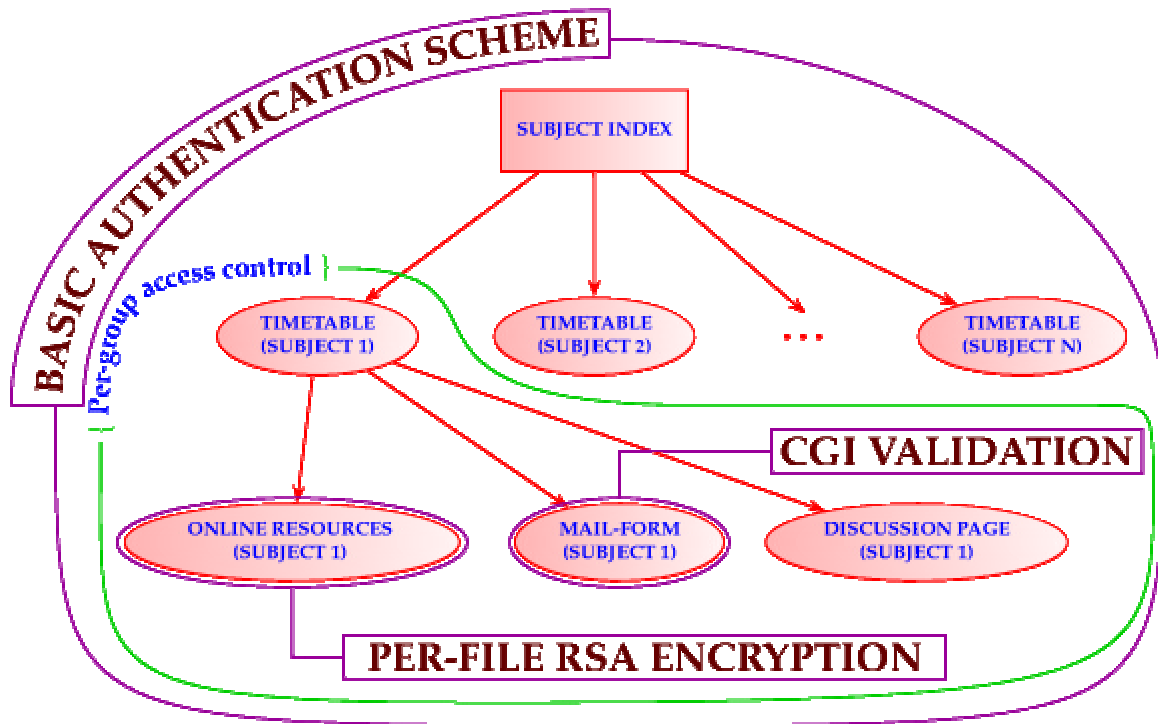 BASIC AUTHENTICATION SCHEME
SUBJECT INDEX
{ Per-group access control }
TIMETABLE
(SUBJECT 1)
TIMETABLE
(SUBJECT 2)
...
TIMETABLE
(SUBJECT N)
CGI VALIDATION
ONLINE RESOURCES
(SUBJECT 1)
MAIL-FORM
(SUBJECT 1)
DISCUSSION PAGE
(SUBJECT 1)
PER-FILE RSA ENCRYPTION